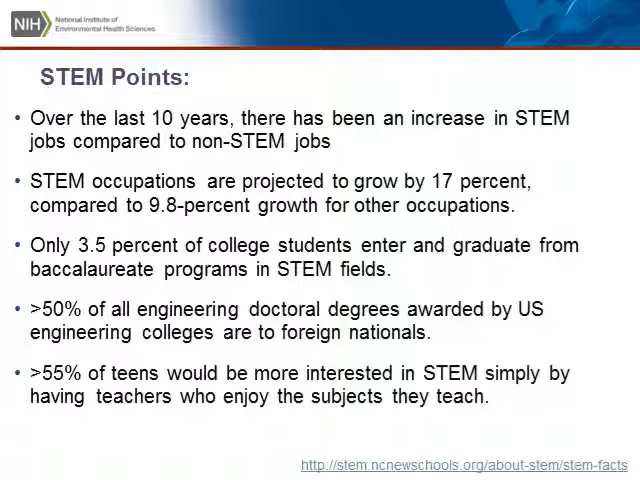 NIH
National Institute of
Environmental Health Sciences
STEM Points:
• Over the last 10 years, there has been an increase in STEM
jobs compared to non-STEM jobs
• STEM occupations are projected to grow by 17 percent,
compared to 9.8-percent growth for other occupations.
• Only 3.5 percent of college students enter and graduate from
baccalaureate programs in STEM fields.
• >50% of all engineering doctoral degrees awarded by US
engineering colleges are to foreign nationals.
• >55% of teens would be more interested in STEM simply by
having teachers who enjoy the subjects they teach.
http://stem.ncnewschools.org/about-stem/stem-facts